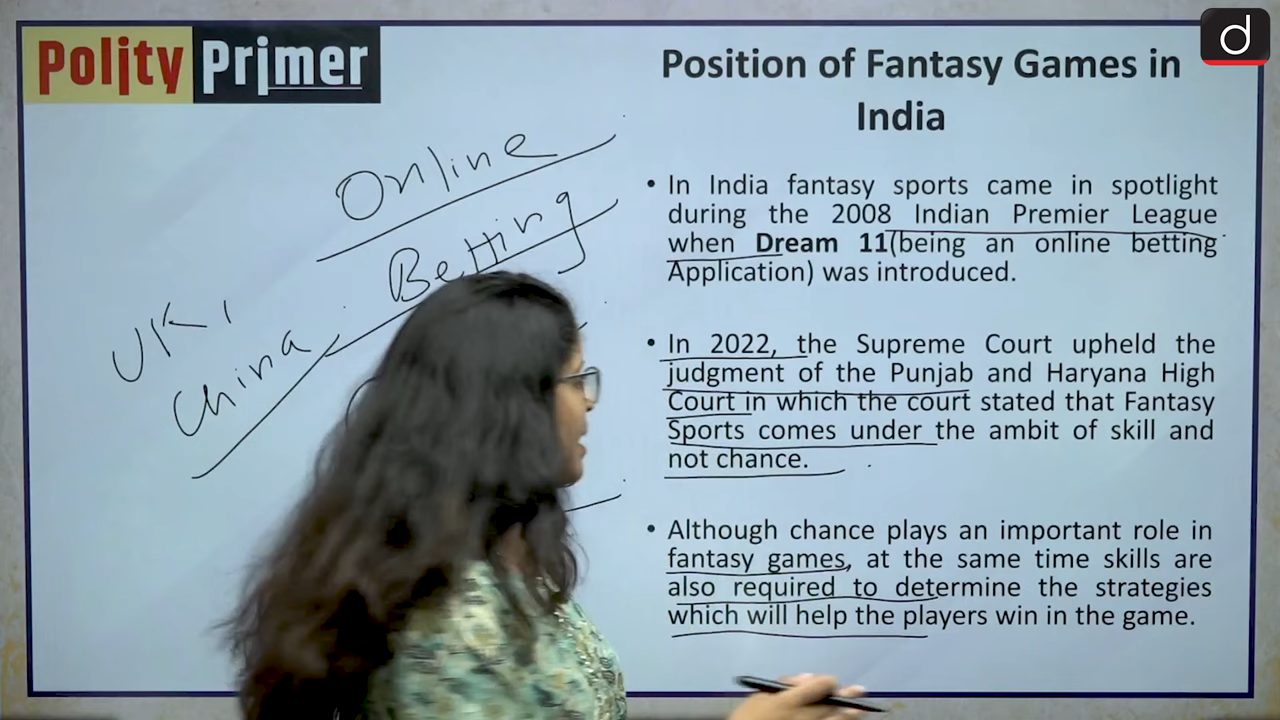 Polity Primer
d
Position of Fantasy Games in
India
Online
Betting
UK,
China,
• In India fantasy sports came in spotlight
during the 2008 Indian Premier League
when Dream 11(being an online betting
Application) was introduced.
• In 2022, the Supreme Court upheld the
judgment of the Punjab and Haryana High
Court in which the court stated that Fantasy
Sports comes under the ambit of skill and
not chance.
• Although chance plays an important role in
fantasy games, at the same time skills are
also required to determine the strategies
which will help the players win in the game.